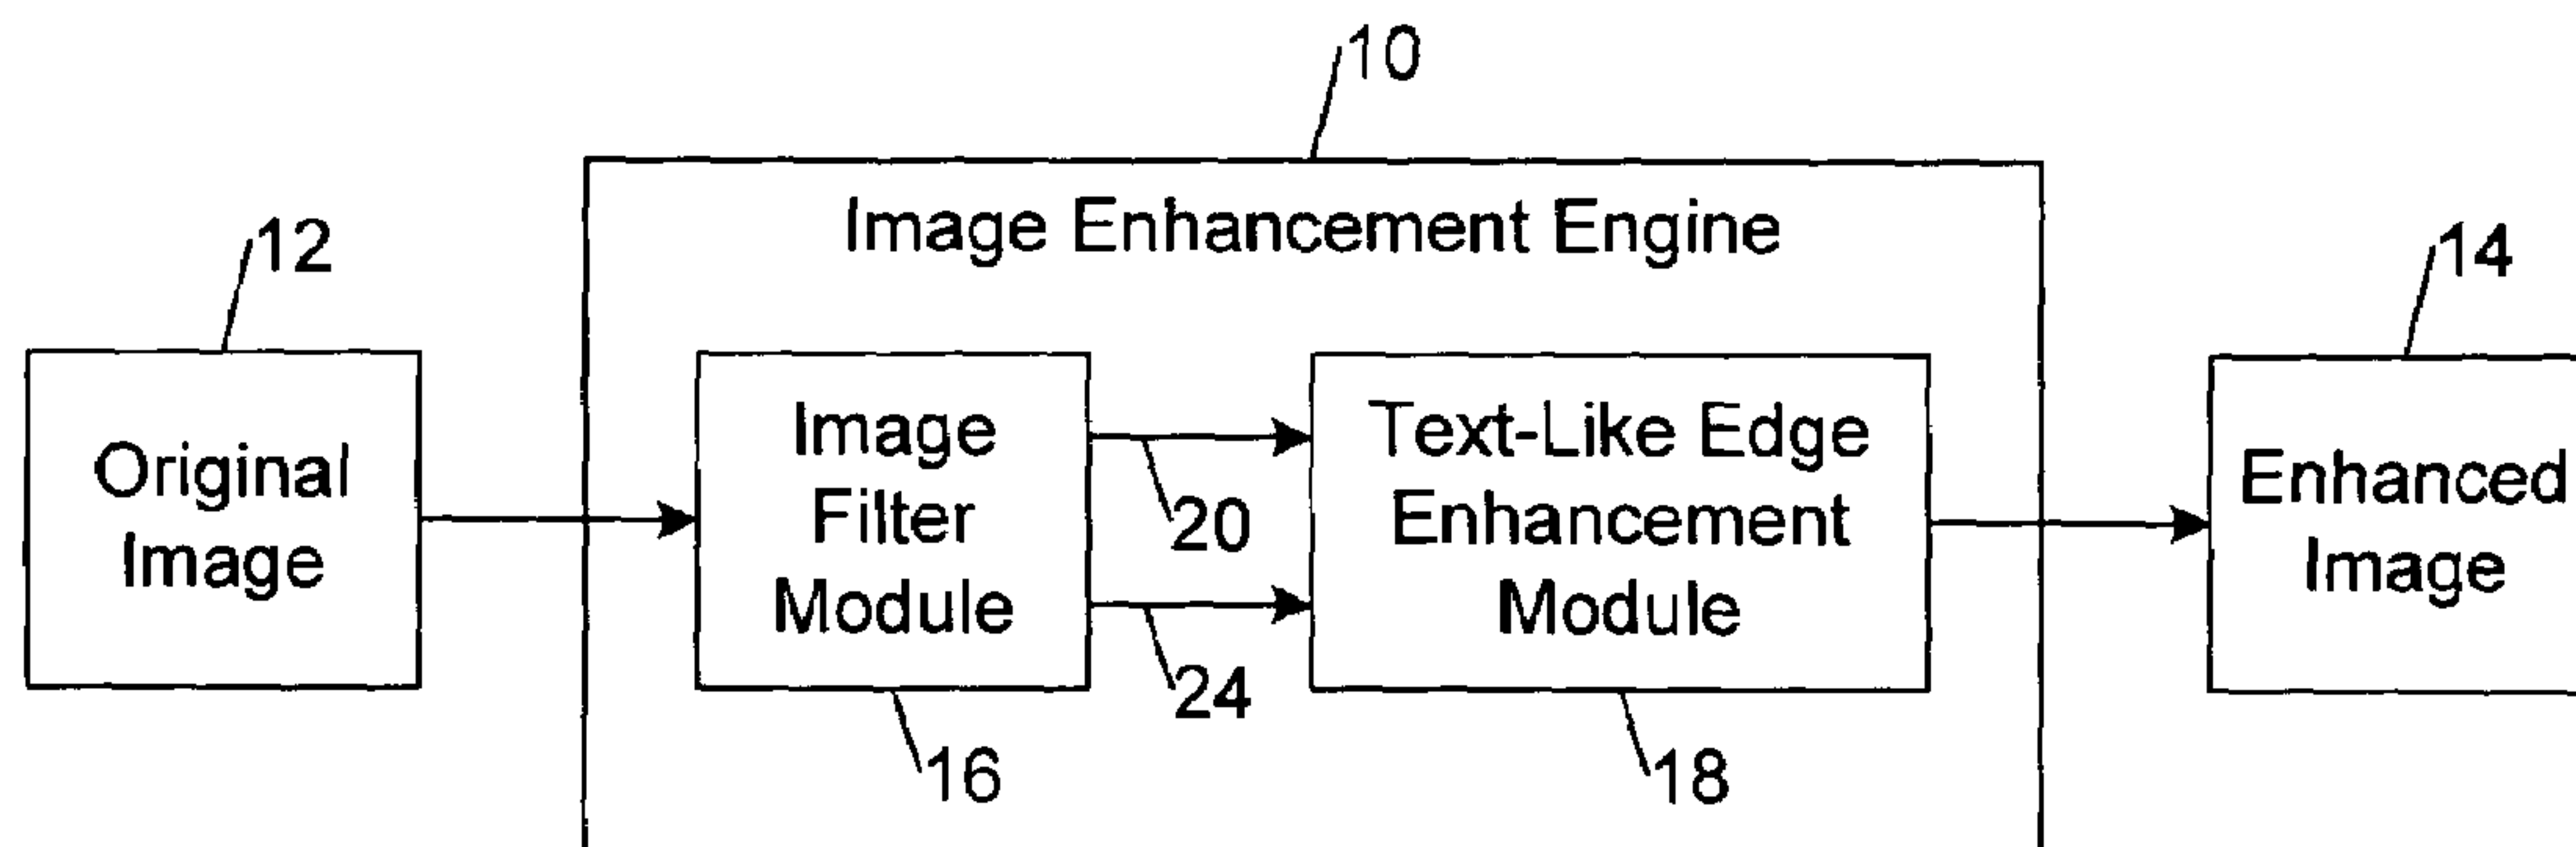 10
Image Enhancement Engine
12
14
Original
Image
Image
Filter
Module
20
24
Text-Like Edge
Enhancement
Module
Enhanced
Image
16
18